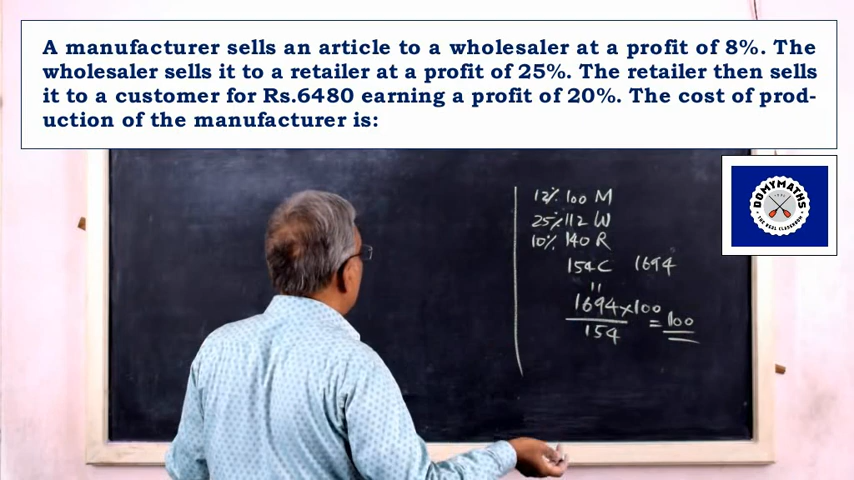 A manufacturer sells an article to a wholesaler at a profit of 8%. The
wholesaler sells it to a retailer at a profit of 25%. The retailer then sells
it to a customer for Rs.6480 earning a profit of 20%. The cost of prod-
uction of the manufacturer is:
DOMYMATHS
THE REEL CLASSROOM
12% 100 M
25% 112 W
10% 140 R
154 C 1694
"
1694 x 100
= 100
154